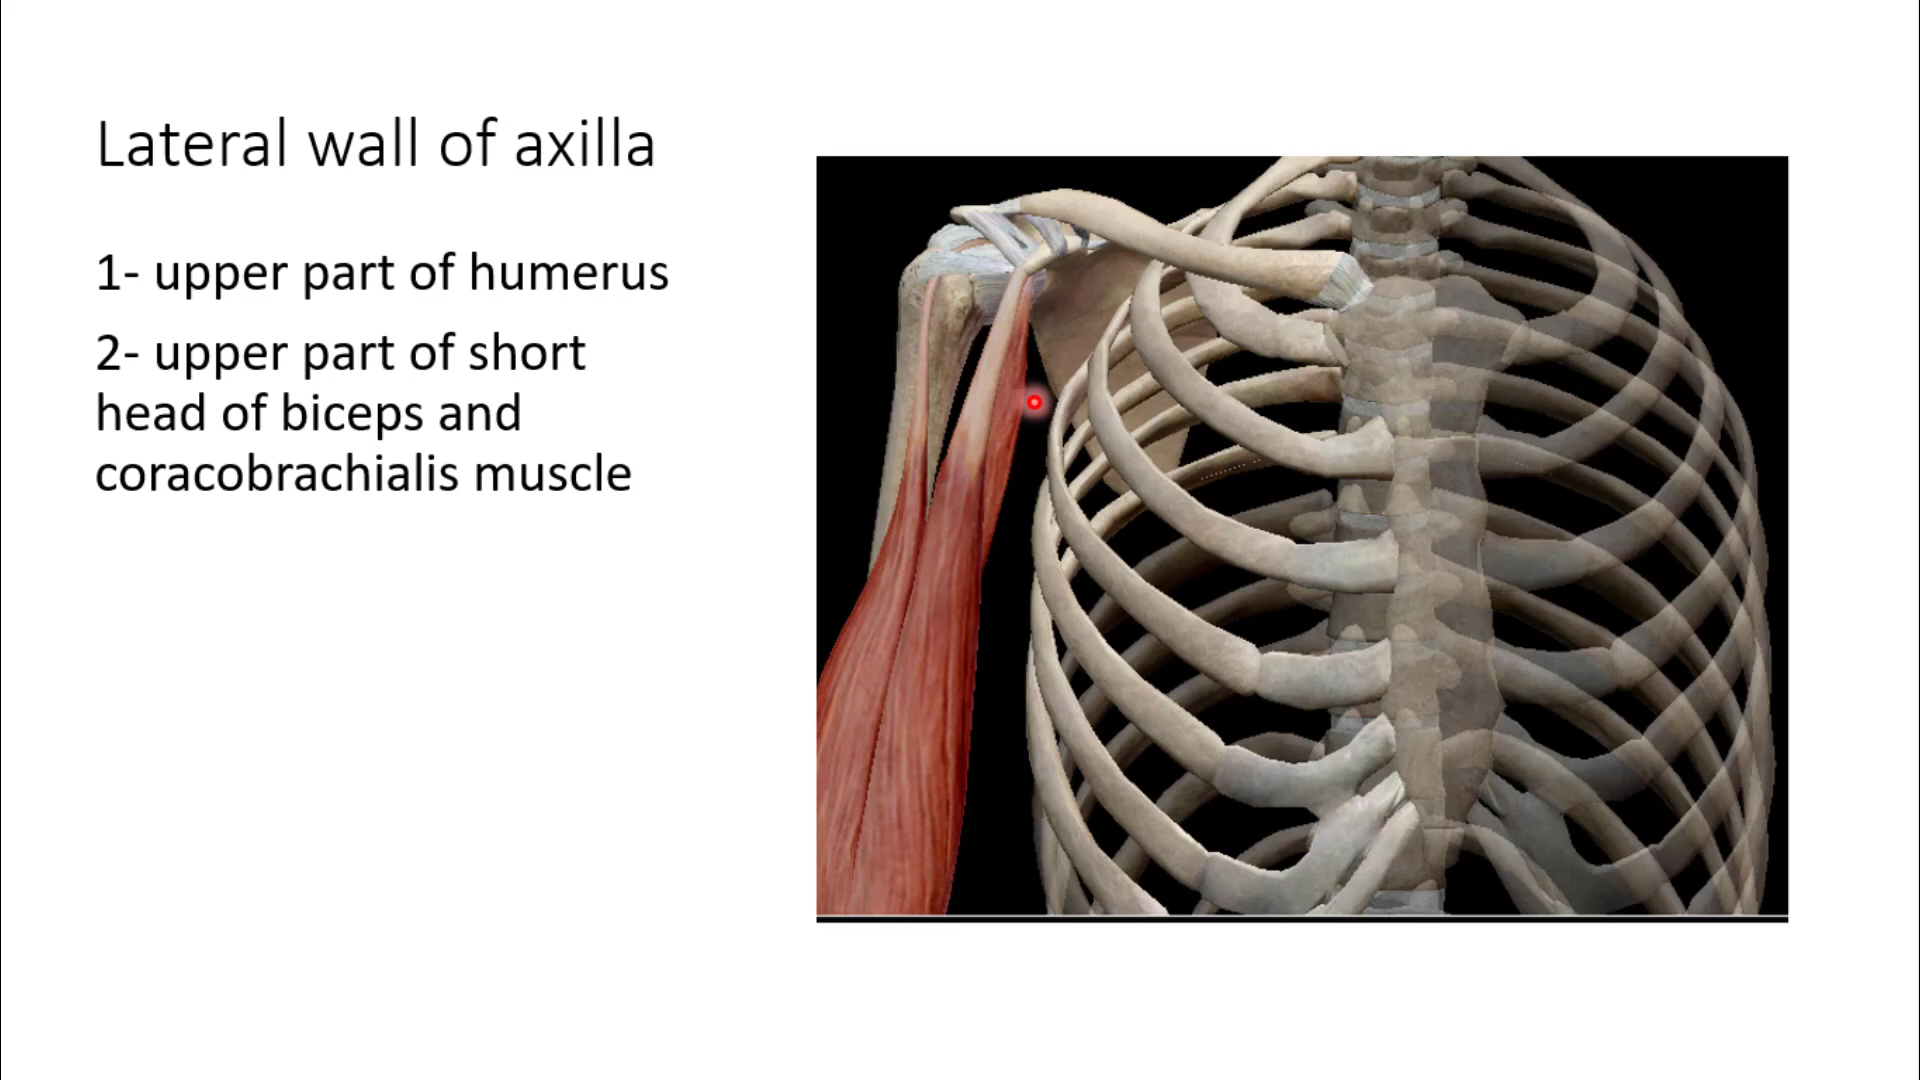 Lateral wall of axilla
1- upper part of humerus
2- upper part of short
head of biceps and
coracobrachialis muscle